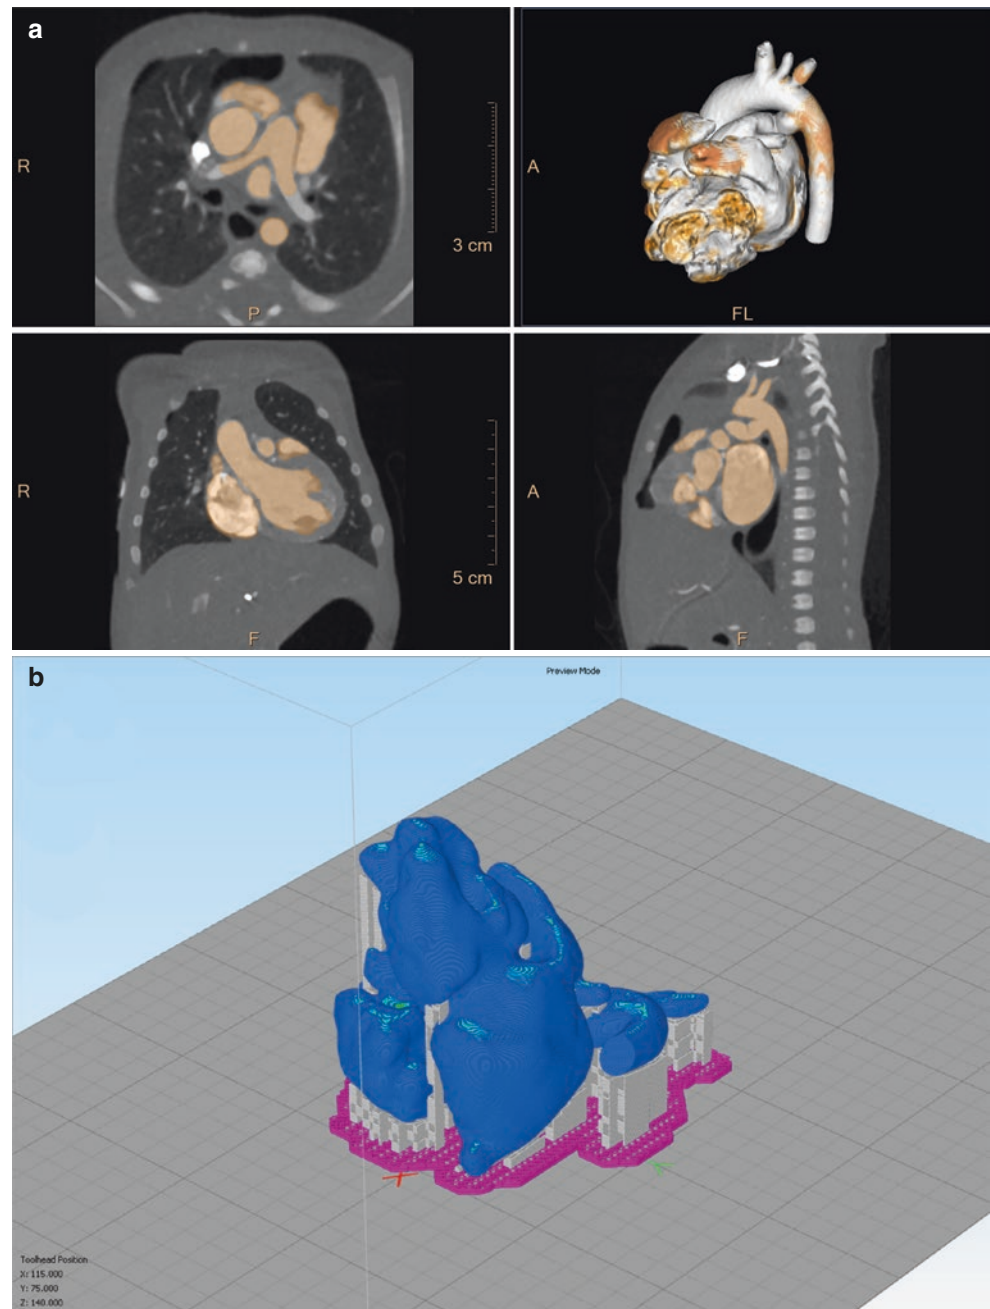 a
R
3 cm
P
A
FL
R
5 cm
F
A
F
b
Preview Mode
Toolhead Position
X: 115.000
Y: 75.000
Z: 140.000